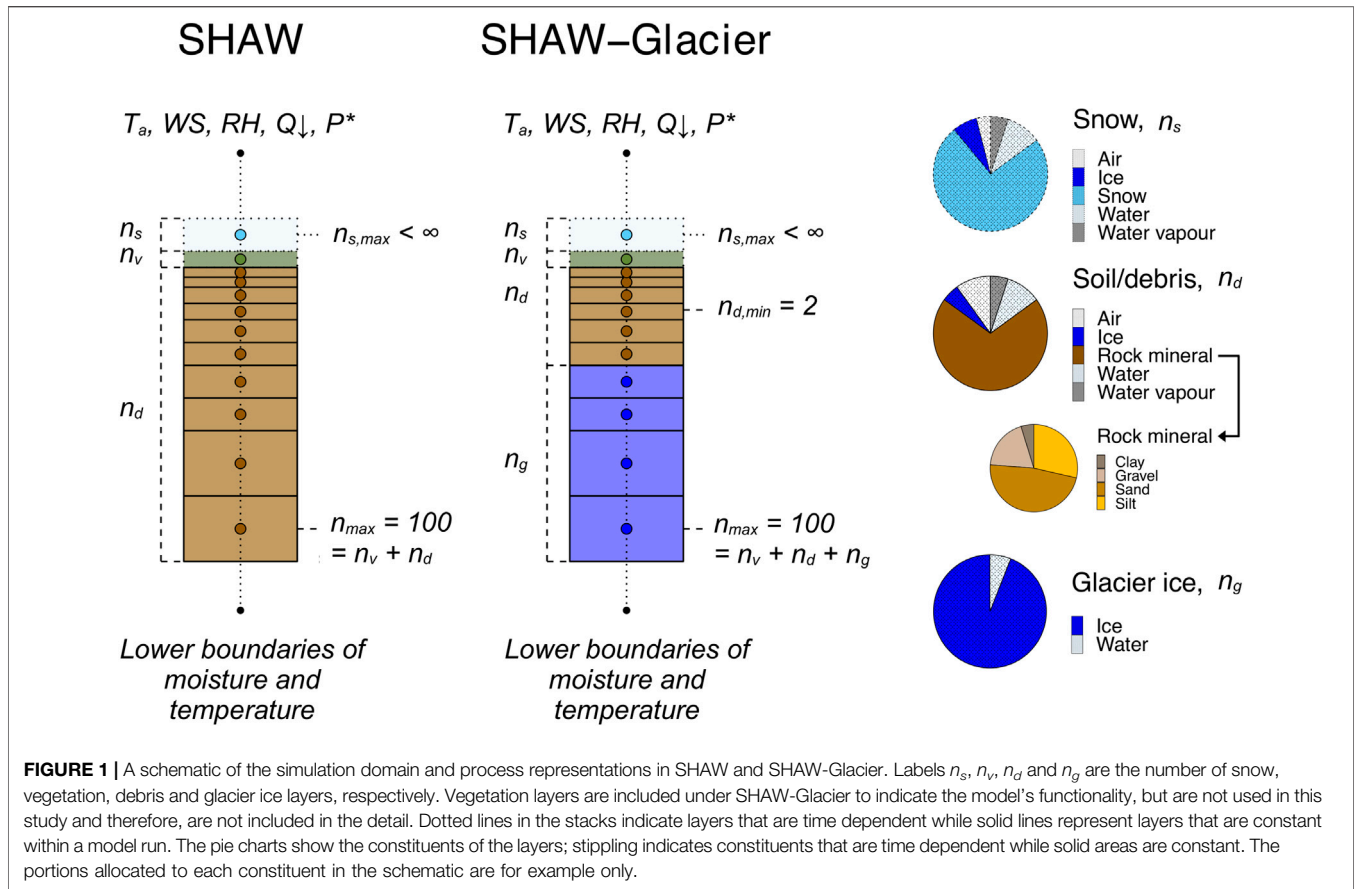 SHAW
SHAW–Glacier
Ta, WS, RH, Q↓, P*
Ta, WS, RH, Q↓, P*
ns
nv
nd
ns,max < ∞
nmax = 100
= nv + nd
Lower boundaries of
moisture and
temperature
ns
nv
nd
ng
ns,max < ∞
nd,min = 2
nmax = 100
= nv + nd + ng
Lower boundaries of
moisture and
temperature
Snow, ns
Air
Ice
Snow
Water
Water vapour
Soil/debris, nd
Air
Ice
Rock mineral
Water
Water vapour
Rock mineral
Clay
Gravel
Sand
Silt
Glacier ice, ng
Ice
Water
FIGURE 1 | A schematic of the simulation domain and process representations in SHAW and SHAW-Glacier. Labels ns, nv, nd and ng are the number of snow,
vegetation, debris and glacier ice layers, respectively. Vegetation layers are included under SHAW-Glacier to indicate the model's functionality, but are not used in this
study and therefore, are not included in the detail. Dotted lines in the stacks indicate layers that are time dependent while solid lines represent layers that are constant
within a model run. The pie charts show the constituents of the layers; stippling indicates constituents that are time dependent while solid areas are constant. The
portions allocated to each constituent in the schematic are for example only.